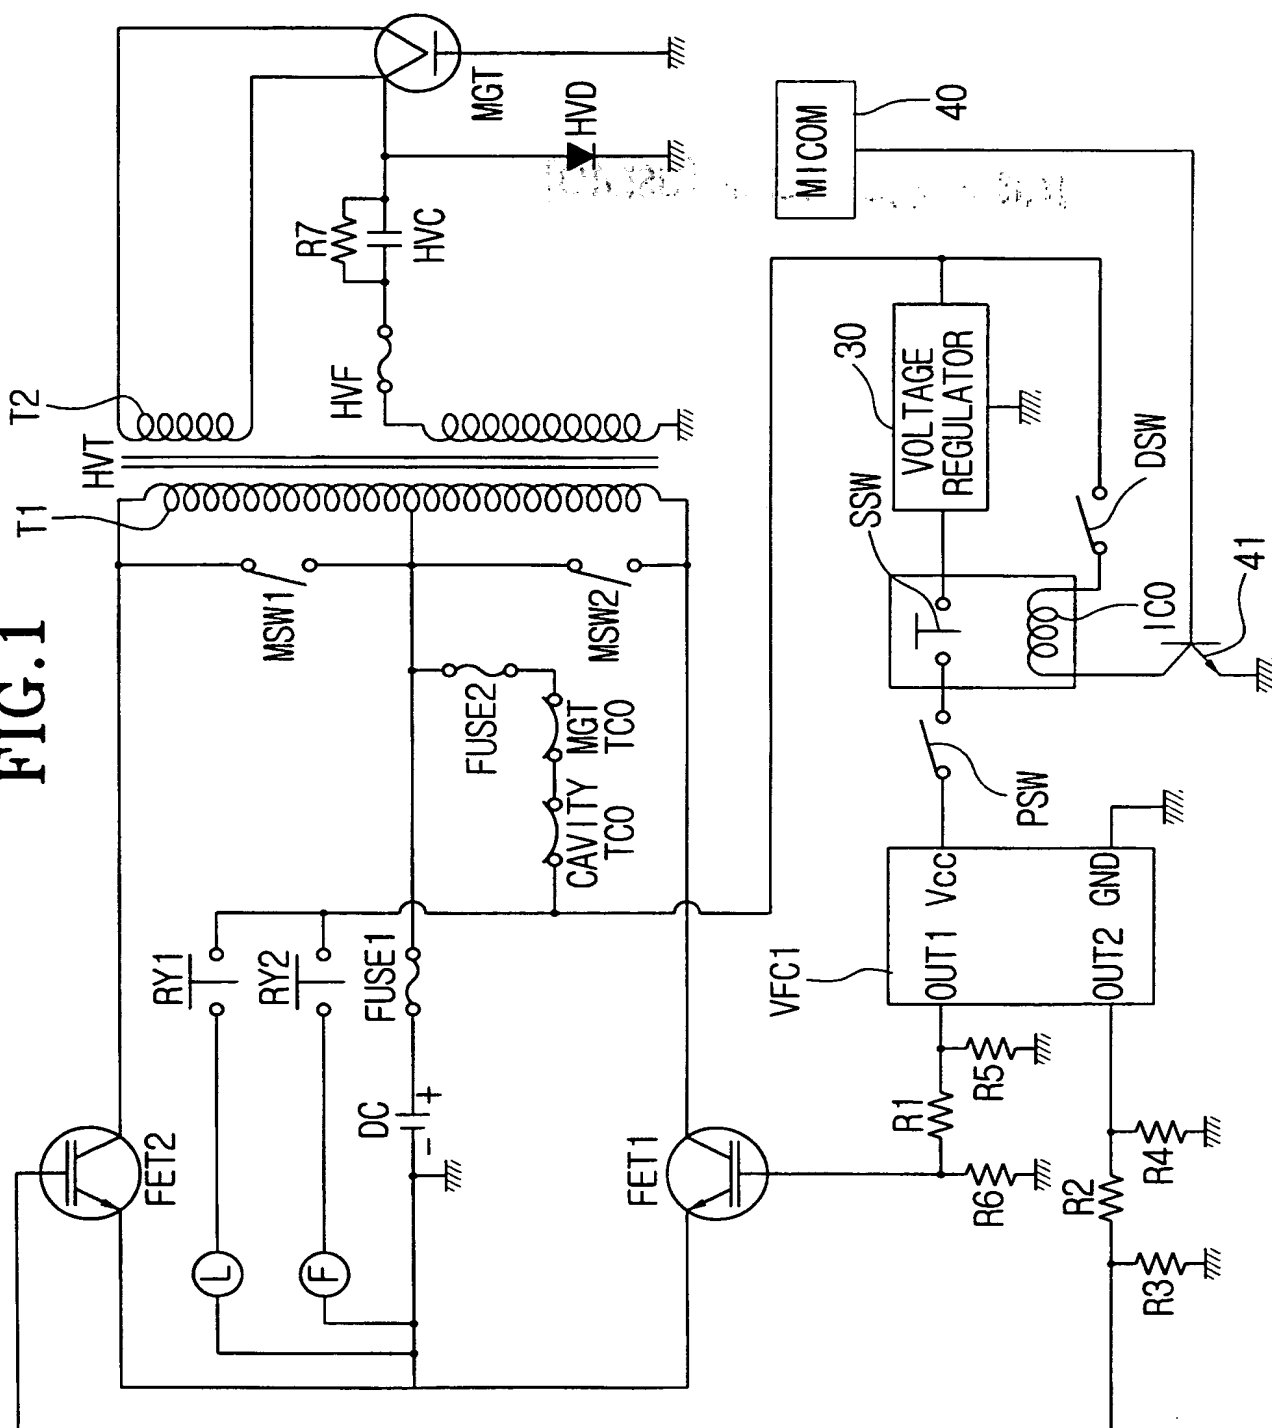 FIG.1
T1
HVT
T2
MGT
HVD
R7
HVC
HVF
MSW1
MSW2
FUSE2
MGT
TCO
CAVITY
TCO
RY1
RY2
FUSE1
DC
+
-
L
F
FET2
FET1
MICOM
40
30
VOLTAGE
REGULATOR
SSW
DSW
ICO
41
PSW
VFC1
OUT1 Vcc
OUT2 GND
R1
R5
R6
R2
R4
R3